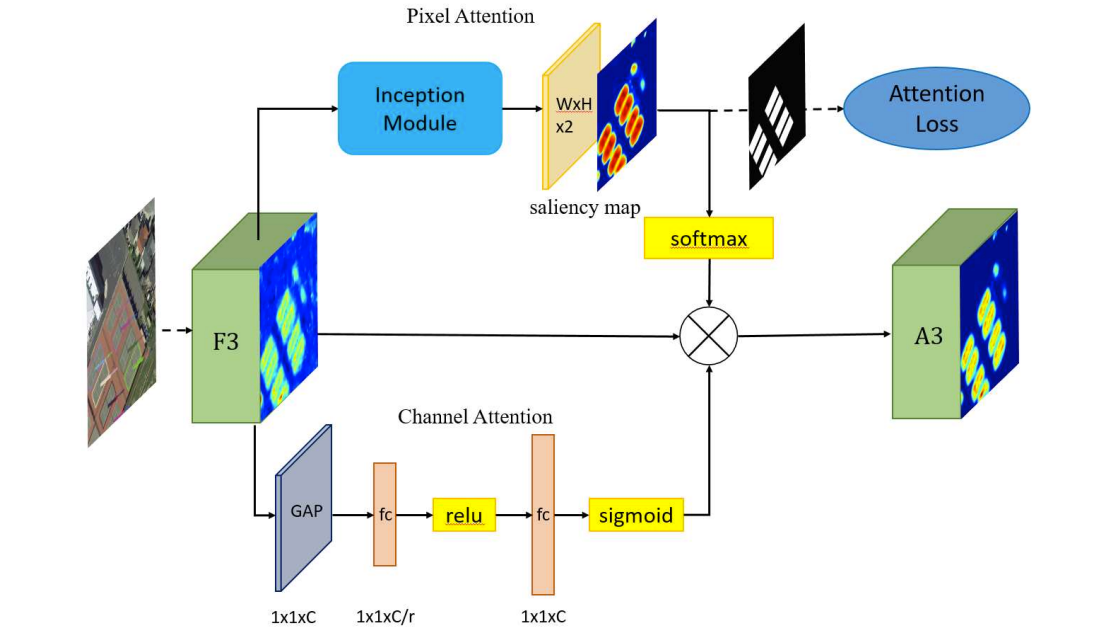 Pixel Attention
Inception
Module
WxH
x2
Attention
Loss
saliency map
softmax
F3
A3
Channel Attention
GAP
fc
relu
fc
sigmoid
1x1xC
1x1xC/r
1x1xC